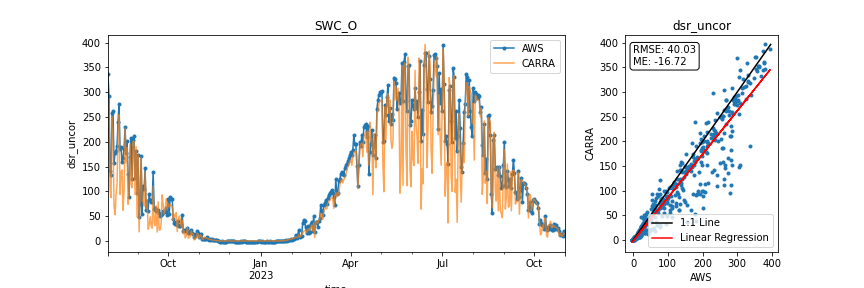 SWC_O
dsr_uncor
400
350
300
250
200
150
100
50
0
dsr_uncor
AWS
CARRA
Oct
Jan
2023
Apr
Jul
Oct
dsr_uncor
RMSE: 40.03
ME: -16.72
400
350
300
250
200
150
100
50
0
CARRA
1:1 Line
Linear Regression
0
100
200
300
400
AWS